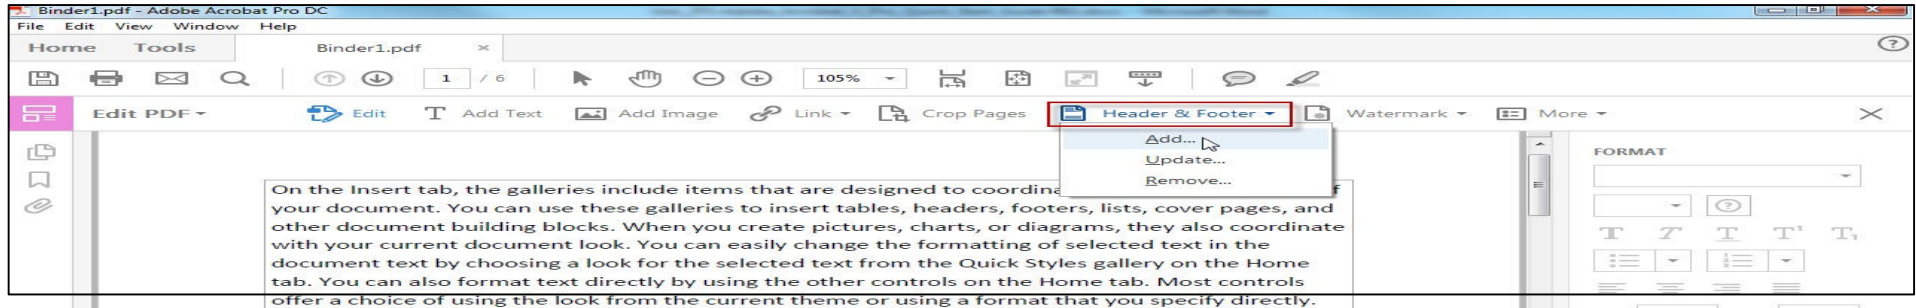 Binder1.pdf - Adobe Acrobat Pro DC
File Edit View Window Help
Home Tools Binder1.pdf ×
1 / 6 105%
Edit PDF Edit Add Text Add Image Link Crop Pages Header & Footer Watermark More
Add...
Update...
Remove...
FORMAT
On the Insert tab, the galleries include items that are designed to coordina f
your document. You can use these galleries to insert tables, headers, footers, lists, cover pages, and
other document building blocks. When you create pictures, charts, or diagrams, they also coordinate
with your current document look. You can easily change the formatting of selected text in the
document text by choosing a look for the selected text from the Quick Styles gallery on the Home
tab. You can also format text directly by using the other controls on the Home tab. Most controls
offer a choice of using the look from the current theme or using a format that you specify directly.